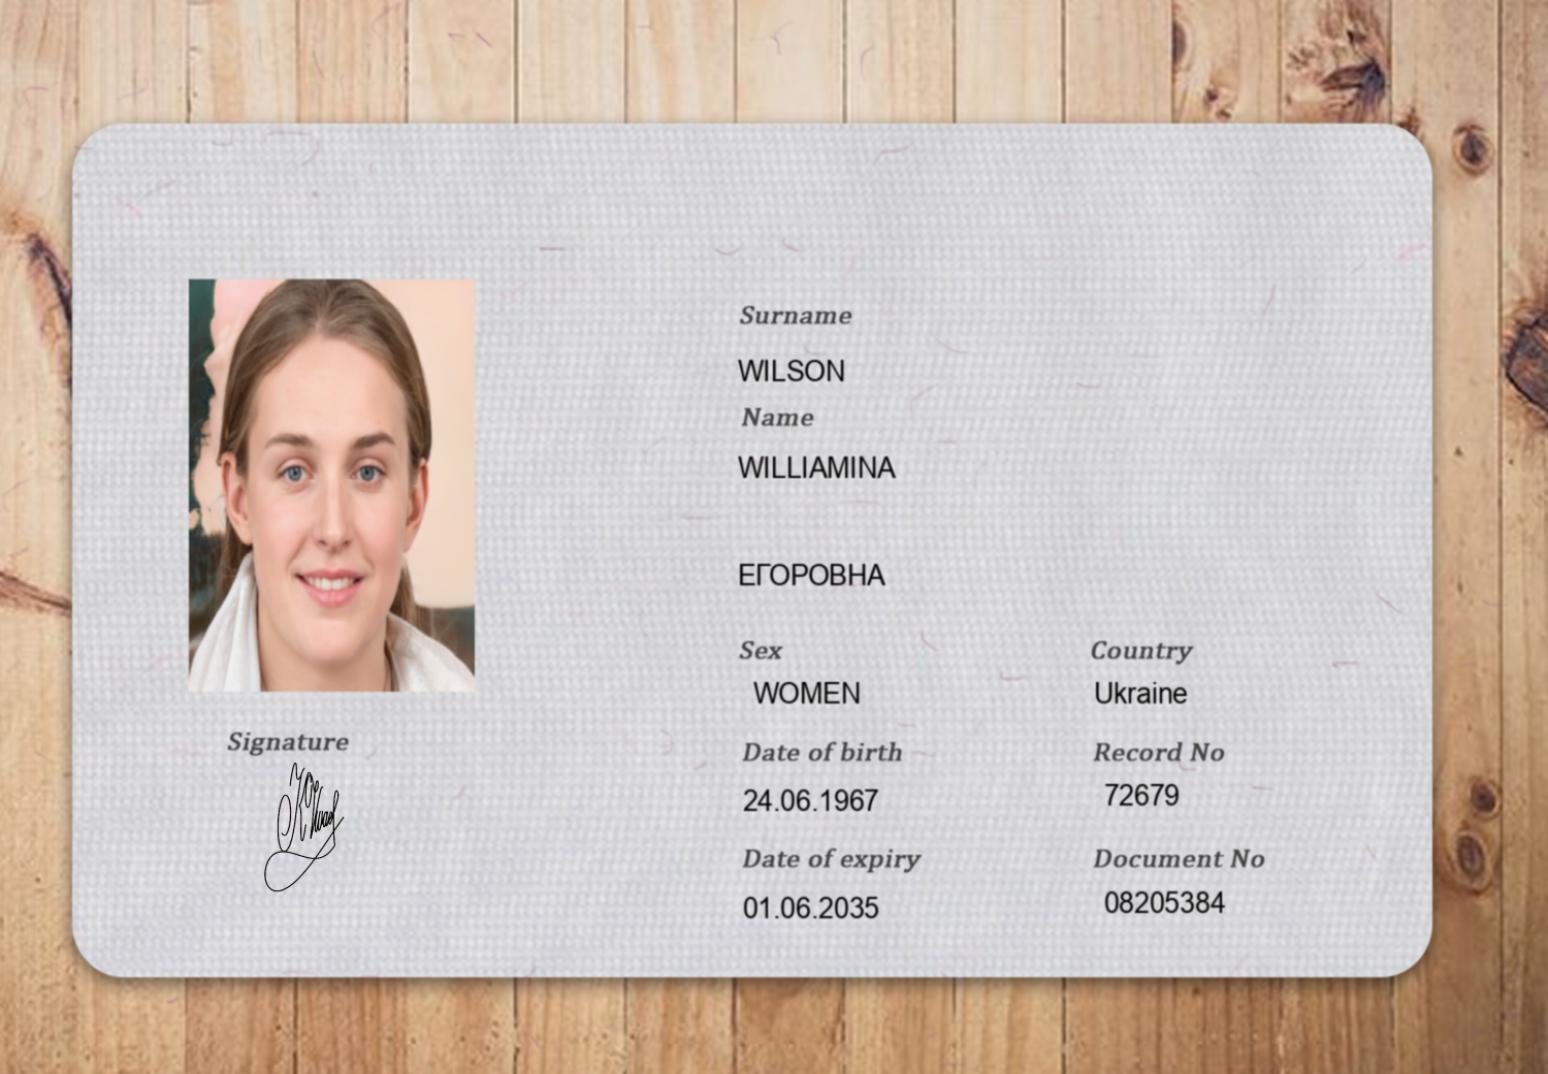 Surname
WILSON
Name
WILLIAMINA
ЕГОРОВНА
Sex
Country
WOMEN
Ukraine
Date of birth
Record No
24.06.1967
72679
Date of expiry
Document No
01.06.2035
08205384
Signature